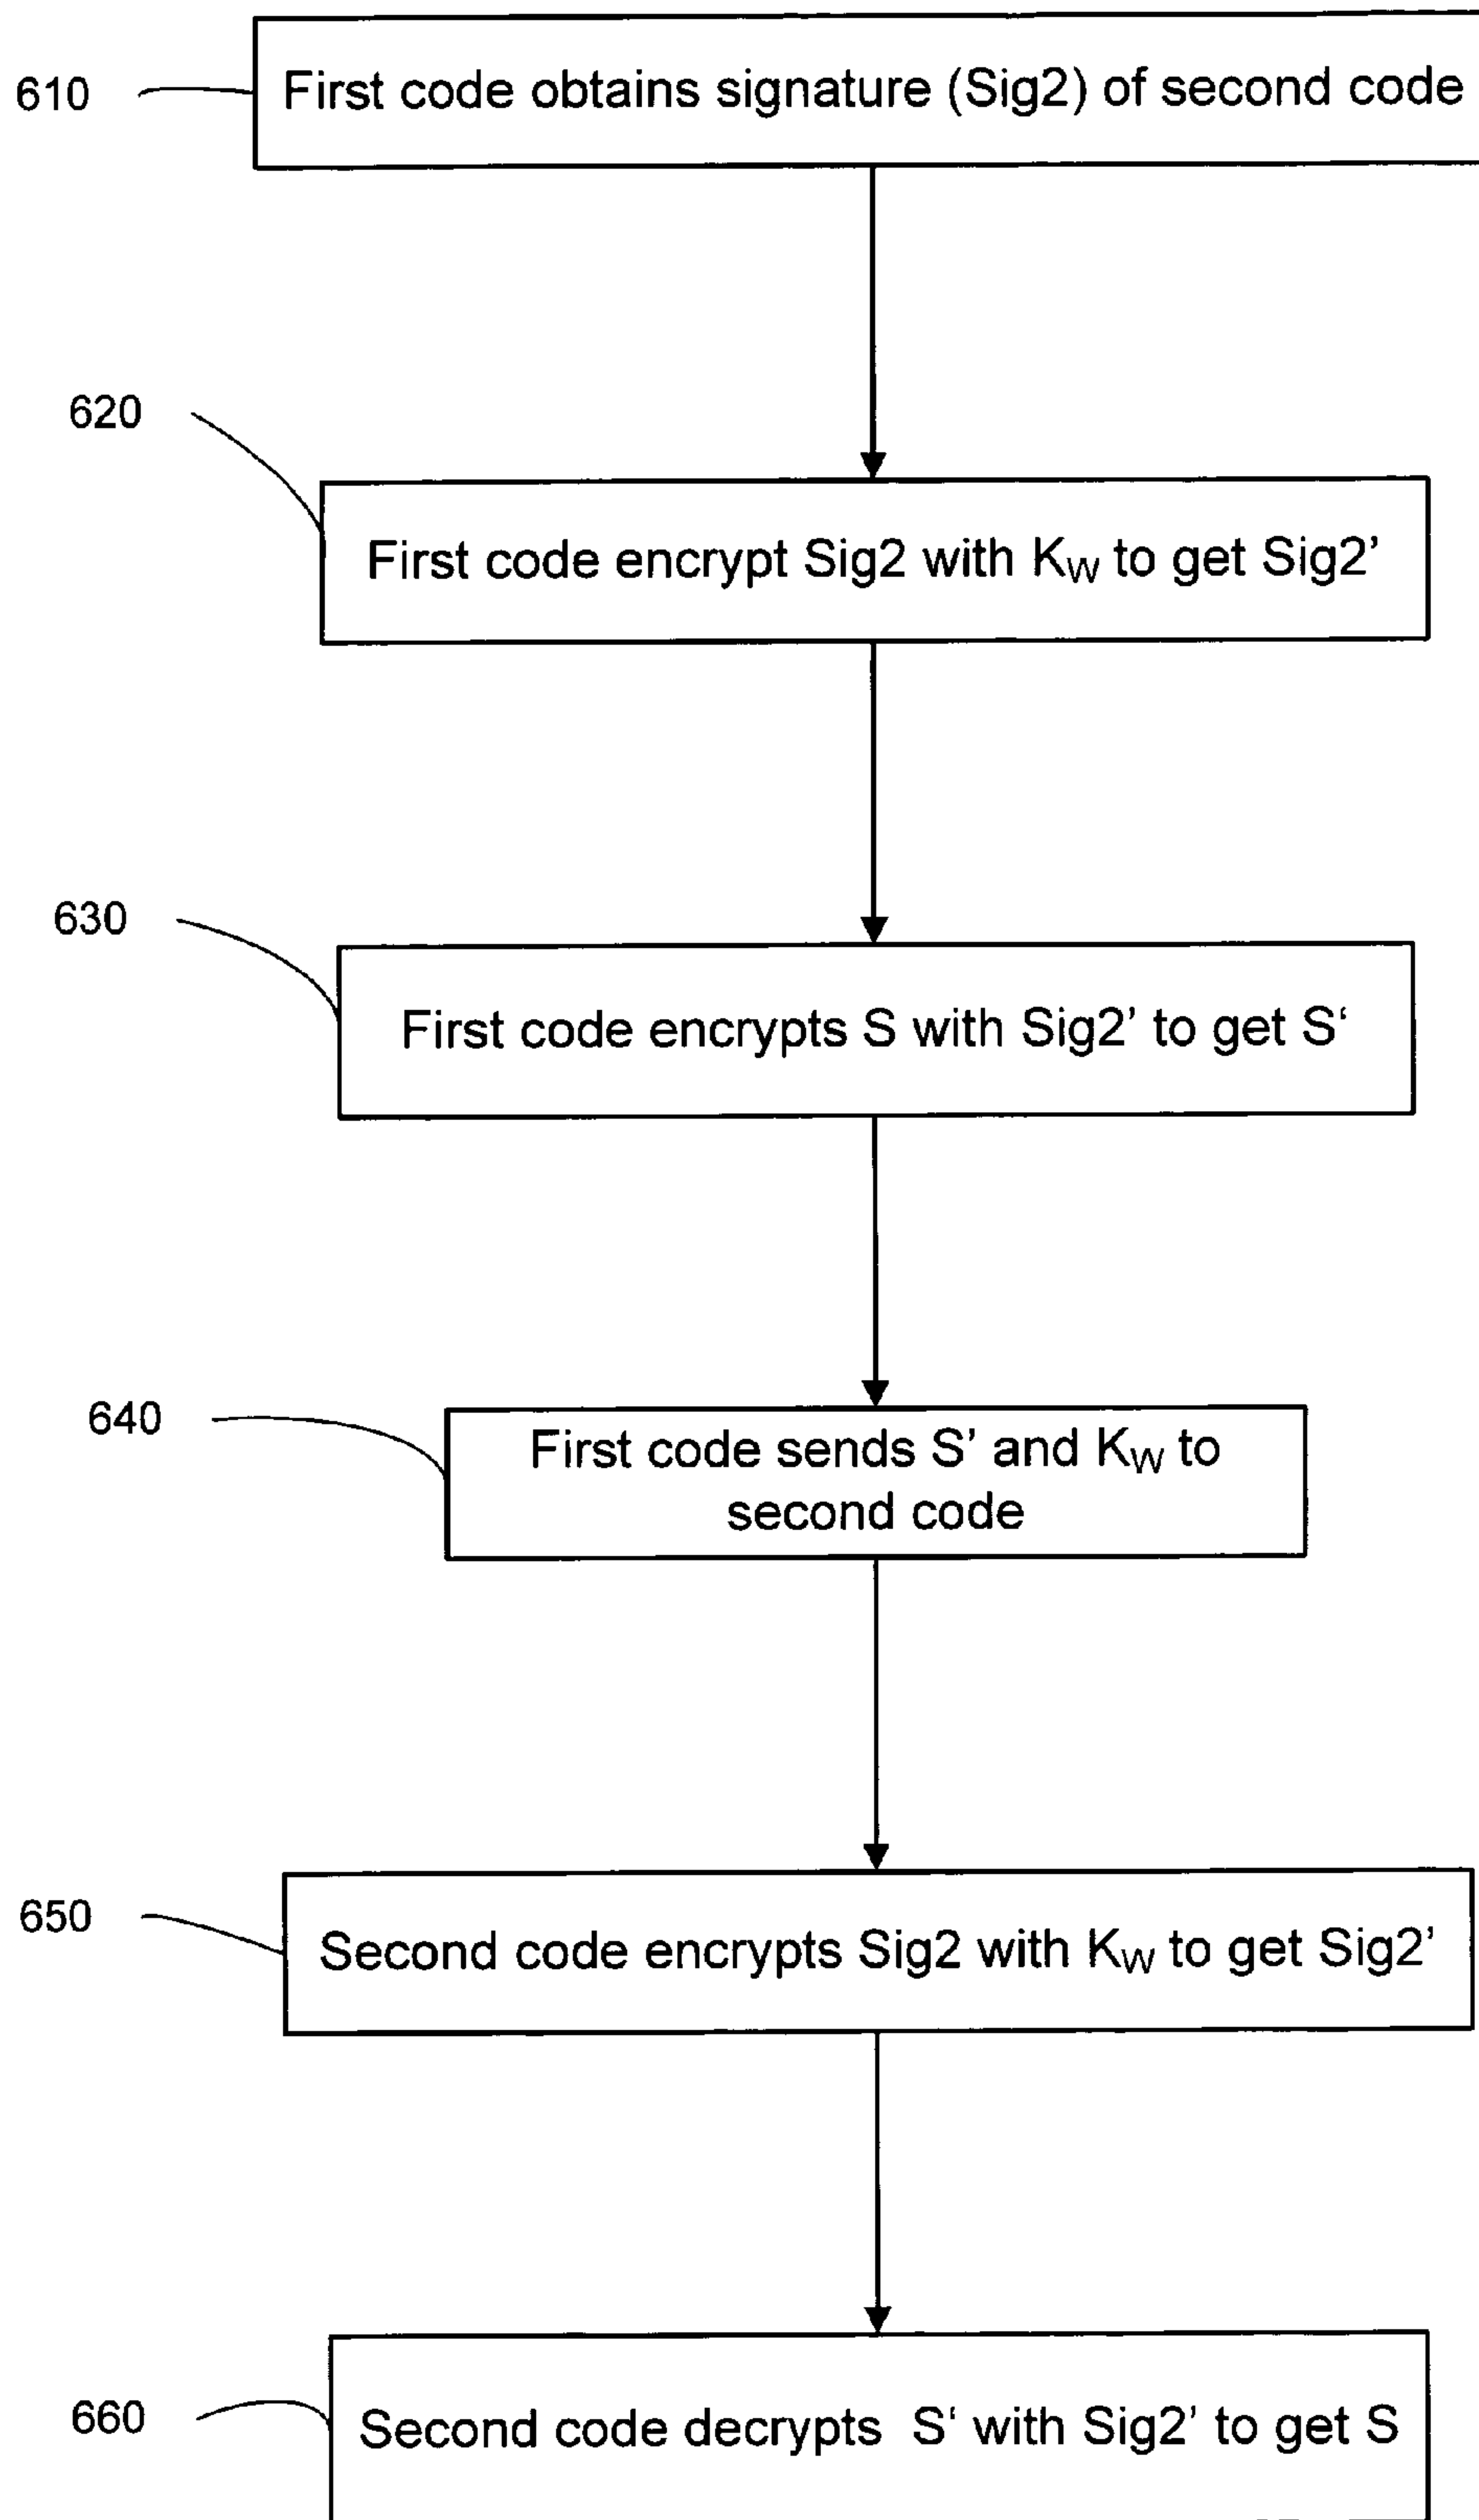 610
First code obtains signature (Sig2) of second code
620
First code encrypt Sig2 with KW to get Sig2’
630
First code encrypts S with Sig2’ to get S‘
640
First code sends S’ and KW to
second code
650
Second code encrypts Sig2 with KW to get Sig2’
660
Second code decrypts S‘ with Sig2’ to get S